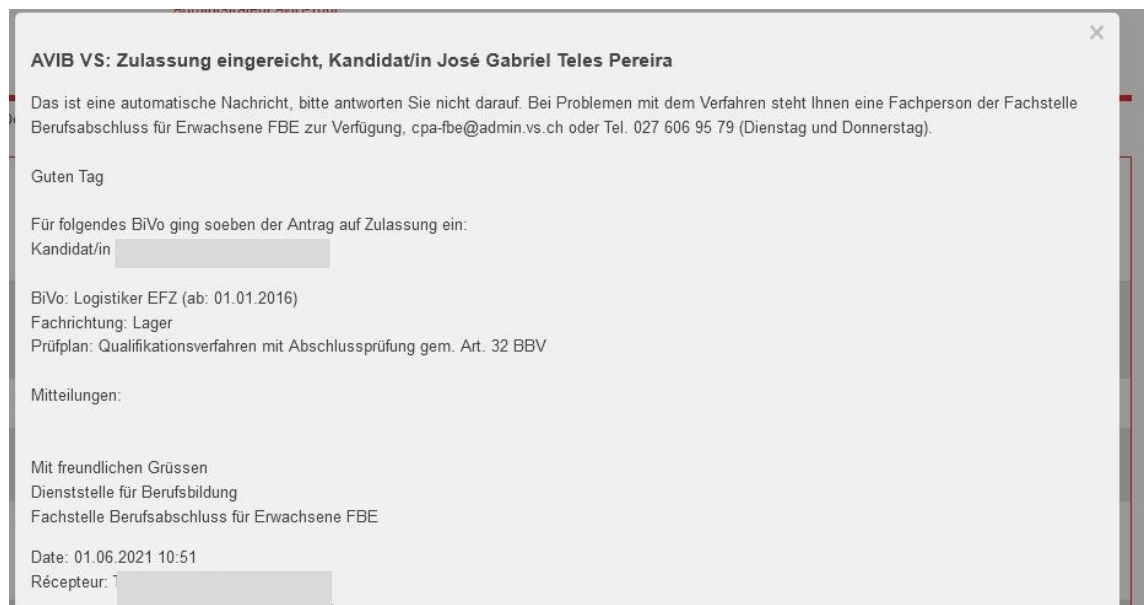 ×
AVIB VS: Zulassung eingereicht, Kandidat/in José Gabriel Teles Pereira
Das ist eine automatische Nachricht, bitte antworten Sie nicht darauf. Bei Problemen mit dem Verfahren steht Ihnen eine Fachperson der Fachstelle
Berufsabschluss für Erwachsene FBE zur Verfügung, cpa-fbe@admin.vs.ch oder Tel. 027 606 95 79 (Dienstag und Donnerstag).
Guten Tag
Für folgendes BiVo ging soeben der Antrag auf Zulassung ein:
Kandidat/in
BiVo: Logistiker EFZ (ab: 01.01.2016)
Fachrichtung: Lager
Prüfplan: Qualifikationsverfahren mit Abschlussprüfung gem. Art. 32 BBV
Mitteilungen:
Mit freundlichen Grüssen
Dienststelle für Berufsbildung
Fachstelle Berufsabschluss für Erwachsene FBE
Date: 01.06.2021 10:51
Récepteur: